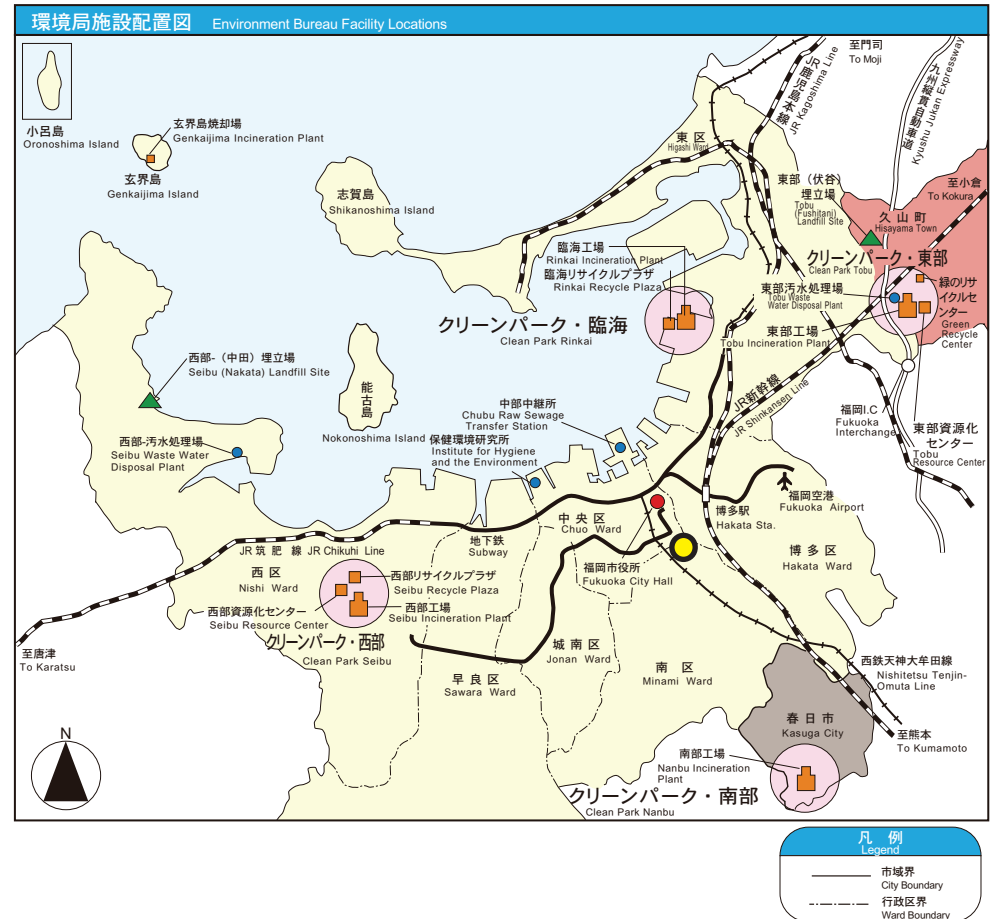 環境局施設配置図 Environment Bureau Facility Locations
小呂島
Oronoshima Island
玄界島焼却場
Genkaijima Incineration Plant
玄界島
Genkaijima Island
志賀島
Shikanoshima Island
東区
Higashi Ward
至門司
To Moji
JR鹿児島本線
JR Kagoshima Line
九州縦貫自動車道
Kyushu Jukan Expressway
東部（伏谷）
埋立場
Tobu
(Fushitani)
Landfill Site
至小倉
To Kokura
久山町
Hisayama Town
クリーンパーク・東部
Clean Park Tobu
臨海工場
Rinkai Incineration Plant
臨海リサイクルプラザ
Rinkai Recycle Plaza
クリーンパーク・臨海
Clean Park Rinkai
東部汚水処理場
Tobu Waste
Water Disposal Plant
東部工場
Tobu Incineration Plant
緑のリサ
イクルセ
ンター
Green
Recycle
Center
西部-（中田）埋立場
Seibu (Nakata) Landfill Site
能古島
Nokonoshima Island
西部-汚水処理場
Seibu Waste Water
Disposal Plant
中部中継所
Chubu Raw Sewage
Transfer Station
保健環境研究所
Institute for Hygiene
and the Environment
JR新幹線
JR Shinkansen Line
福岡I.C
Fukuoka
Interchange
東部資源化
センター
Tobu
Resource Center
福岡空港
Fukuoka Airport
博多駅
Hakata Sta.
中央区
Chuo Ward
地下鉄
Subway
JR筑肥線 JR Chikuhi Line
博多区
Hakata Ward
福岡市役所
Fukuoka City Hall
西区
Nishi Ward
西部リサイクルプラザ
Seibu Recycle Plaza
西部資源化センター
Seibu Resource Center
西部工場
Seibu Incineration Plant
クリーンパーク・西部
Clean Park Seibu
至唐津
To Karatsu
城南区
Jonan Ward
早良区
Sawara Ward
南区
Minami Ward
西鉄天神大牟田線
Nishitetsu Tenjin-
Omuta Line
春日市
Kasuga City
至熊本
To Kumamoto
南部工場
Nanbu Incineration
Plant
クリーンパーク・南部
Clean Park Nanbu
N
凡例
Legend
市域界
City Boundary
行政区界
Ward Boundary